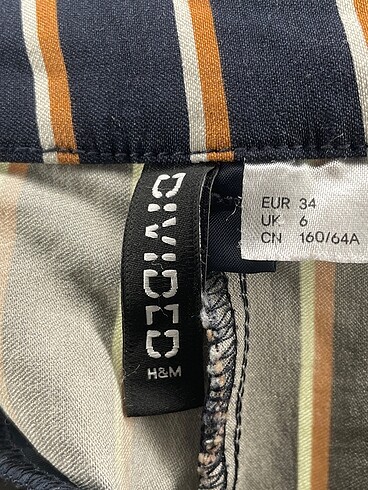 DIVIDED
H&M
EUR 34
UK 6
CN 160/64A